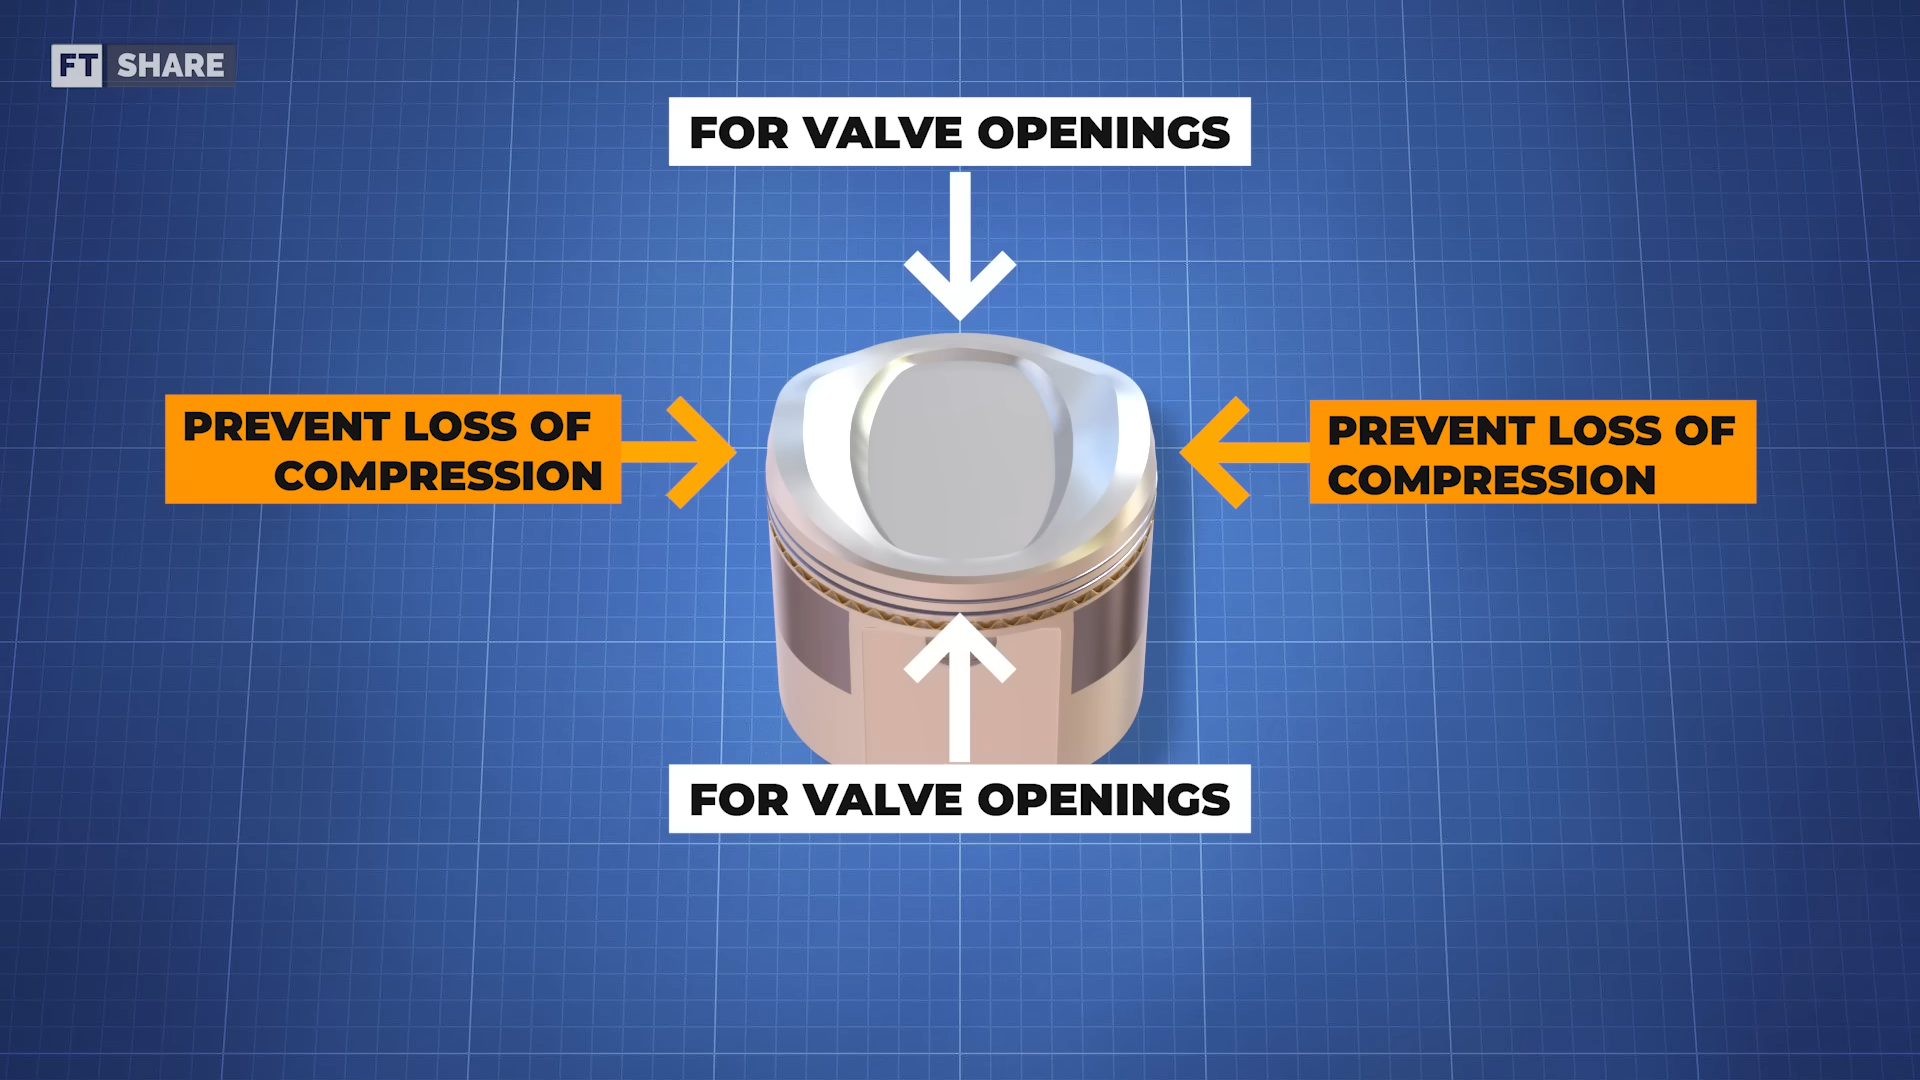 FT SHARE
FOR VALVE OPENINGS
PREVENT LOSS OF
COMPRESSION
PREVENT LOSS OF
COMPRESSION
FOR VALVE OPENINGS